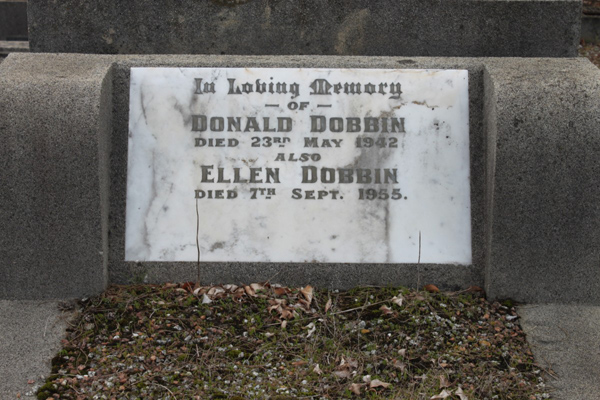 In Loving Memory
— OF —
DONALD DOBBIN
DIED 23RD MAY 1942
ALSO
ELLEN DOBBIN
DIED 7TH SEPT. 1955.